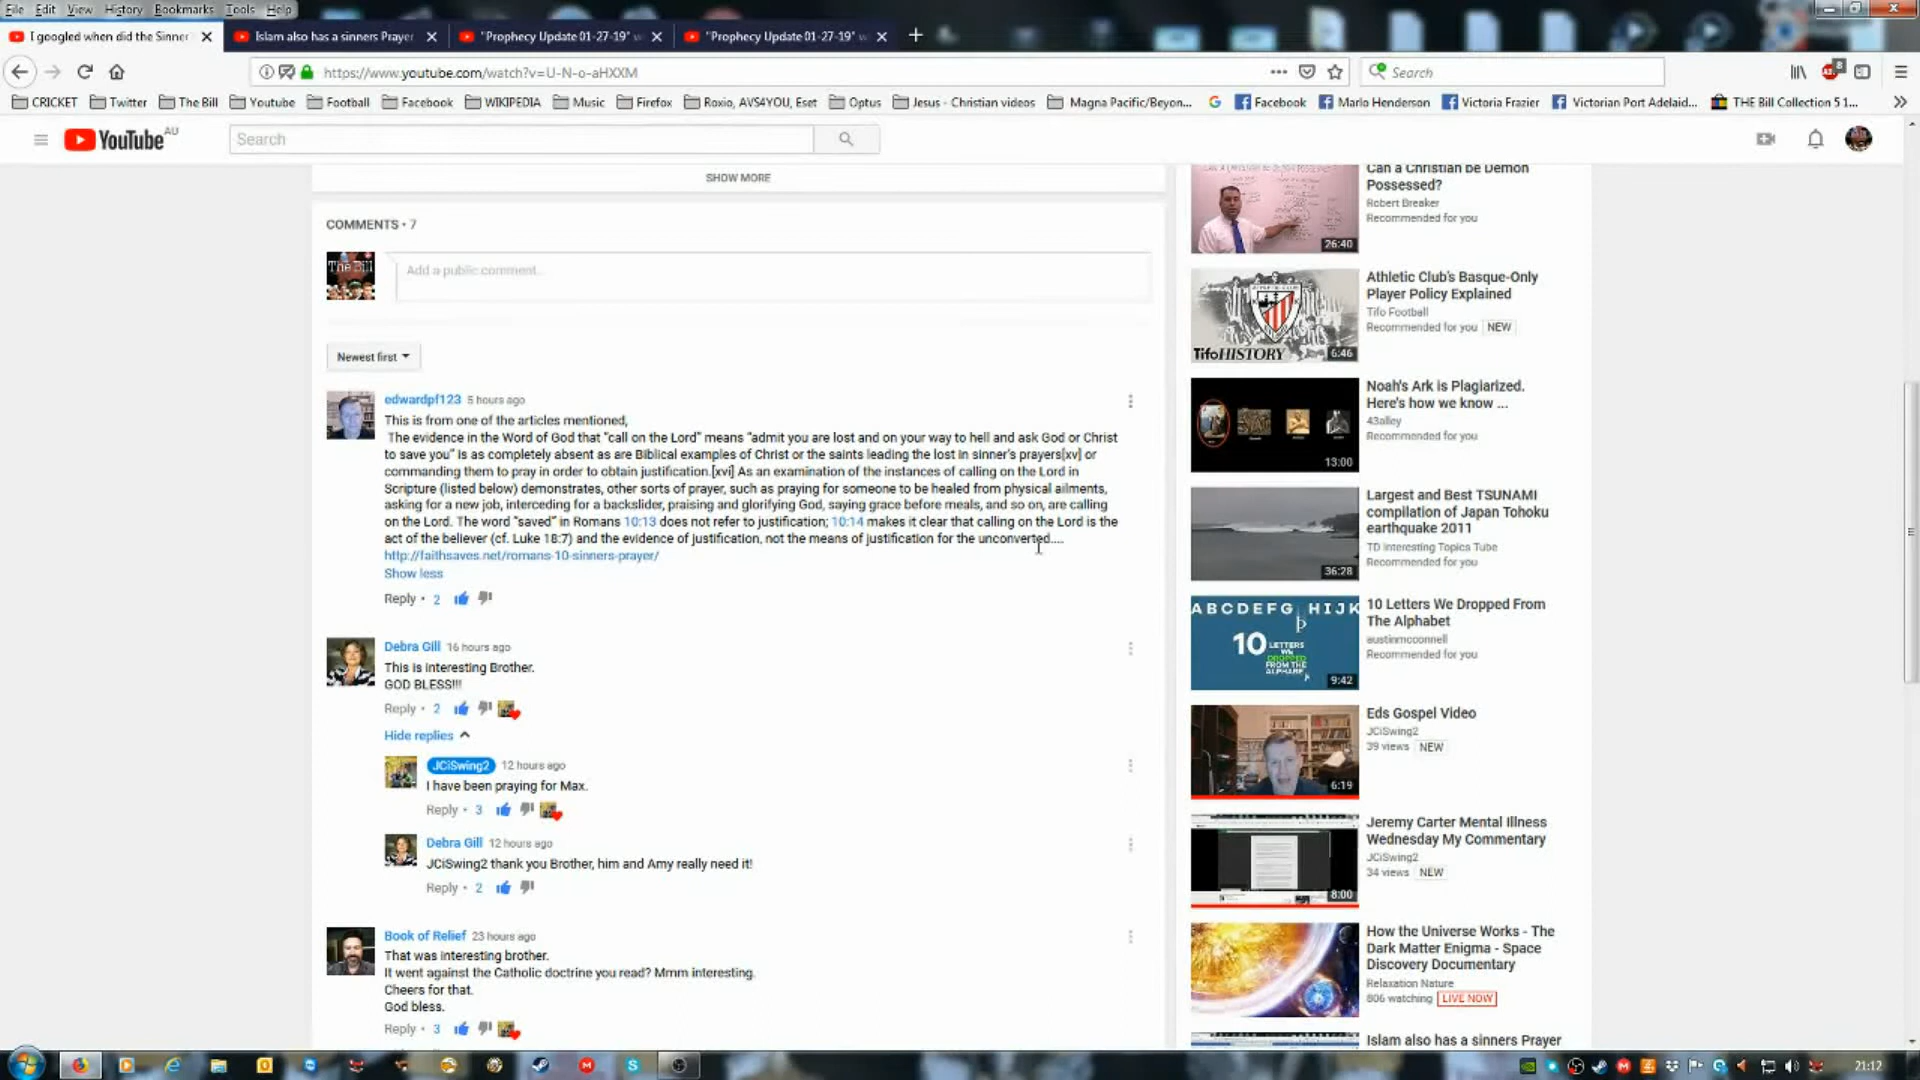 File Edit View History Bookmarks Tools Help
I googled when did the Sinner
Islam also has a sinners Prayer
"Prophecy Update 01-27-19" w
"Prophecy Update 01-27-19" w
https://www.youtube.com/watch?v=U-N-o-aHXXM
Search
CRICKET Twitter The Bill Youtube Football Facebook WIKIPEDIA Music Firefox Roxio, AVS4YOU, Eset Optus Jesus - Christian videos Magna Pacific/Beyon... Facebook Mario Henderson Victoria Frazier Victorian Port Adelaid... THE Bill Collection 5 1...
YouTube AU
Search
SHOW MORE
COMMENTS • 7
The Bill
Add a public comment...
Newest first
edwardpf123 5 hours ago
This is from one of the articles mentioned,
The evidence in the Word of God that "call on the Lord" means "admit you are lost and on your way to hell and ask God or Christ
to save you" is as completely absent as are Biblical examples of Christ or the saints leading the lost in sinner's prayers[xv] or
commanding them to pray in order to obtain justification.[xvi] As an examination of the instances of calling on the Lord in
Scripture (listed below) demonstrates, other sorts of prayer, such as praying for someone to be healed from physical ailments,
asking for a new job, interceding for a backslider, praising and glorifying God, saying grace before meals, and so on, are calling
on the Lord. The word "saved" in Romans 10:13 does not refer to justification; 10:14 makes it clear that calling on the Lord is the
act of the believer (cf. Luke 18:7) and the evidence of justification, not the means of justification for the unconverted....
http://faithsaves.net/romans-10-sinners-prayer/
Show less
Reply • 2
Debra Gill 16 hours ago
This is interesting Brother.
GOD BLESS!!!
Reply • 2
Hide replies
JCiSwing2 12 hours ago
I have been praying for Max.
Reply • 3
Debra Gill 12 hours ago
JCiSwing2 thank you Brother, him and Amy really need it!
Reply • 2
Book of Relief 23 hours ago
That was interesting brother.
It went against the Catholic doctrine you read? Mmm interesting.
Cheers for that.
God bless.
Reply • 3
Can a Christian be Demon
Possessed?
Robert Breaker
Recommended for you
26:40
Athletic Club's Basque-Only
Player Policy Explained
Tifo Football
Recommended for you NEW
TifoHISTORY
6:46
Noah's Ark is Plagiarized.
Here's how we know ...
43alley
Recommended for you
13:00
Largest and Best TSUNAMI
compilation of Japan Tohoku
earthquake 2011
TD Interesting Topics Tube
Recommended for you
36:28
ABCDEFG HIJK
10 LETTERS
WE
DROPPED
FROM THE
ALPHABET
9:42
10 Letters We Dropped From
The Alphabet
austinmcconnell
Recommended for you
Eds Gospel Video
JCiSwing2
39 views NEW
6:19
Jeremy Carter Mental Illness
Wednesday My Commentary
JCiSwing2
34 views NEW
8:00
How the Universe Works - The
Dark Matter Enigma - Space
Discovery Documentary
Relaxation Nature
806 watching LIVE NOW
Islam also has a sinners Prayer
21:12